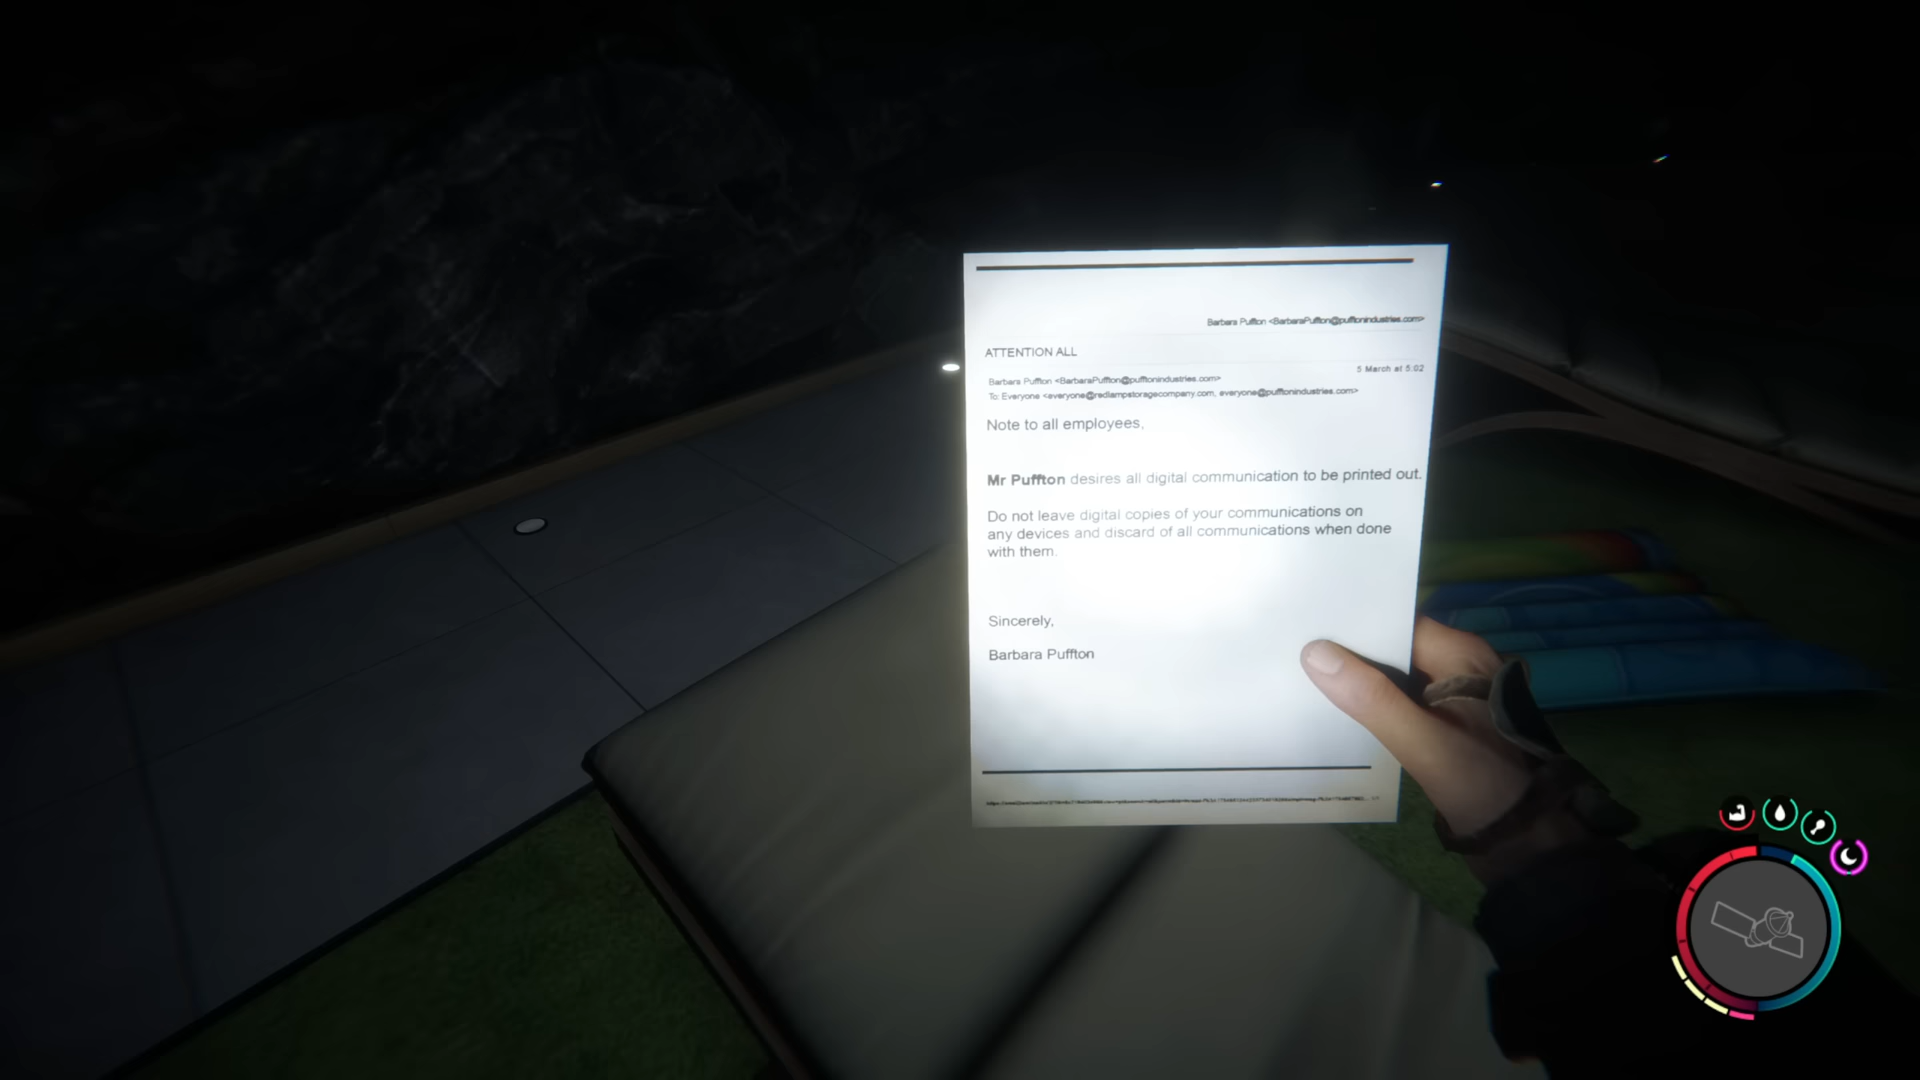 Barbara Puffton <BarbaraPuffton@pufftonindustries.com>
ATTENTION ALL
5 March at 5:02
Barbara Puffton <BarbaraPuffton@pufftonindustries.com>
To: Everyone <everyone@redlampstoragecompany.com, everyone@pufftonindustries.com>
Note to all employees,
Mr Puffton desires all digital communication to be printed out.
Do not leave digital copies of your communications on
any devices and discard of all communications when done
with them.
Sincerely,
Barbara Puffton